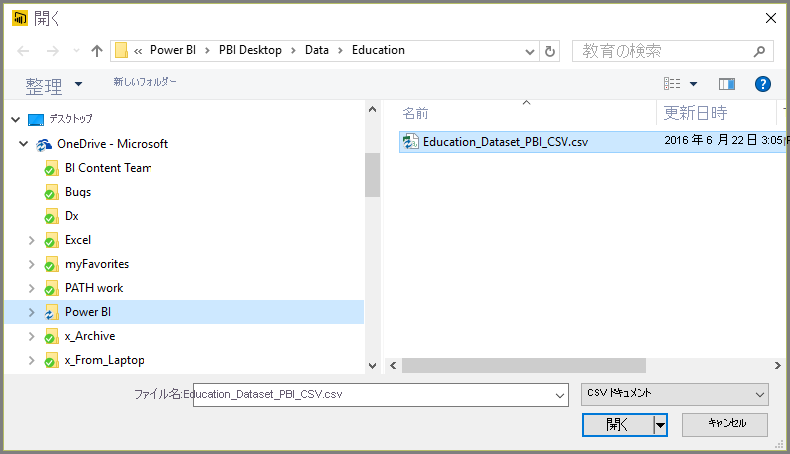 開く
Power BI > PBI Desktop > Data > Education
教育の検索
整理
新しいフォルダー
名前
更新日時
デスクトップ
OneDrive - Microsoft
BI Content Team
Bugs
Dx
Excel
myFavorites
PATH work
Power BI
x_Archive
x_From_Laptop
Education_Dataset_PBI_CSV.csv
2016 年 6 月 22 日 3:05
ファイル名:Education_Dataset_PBI_CSV.csv
CSV ドキュメント
開く
キャンセル